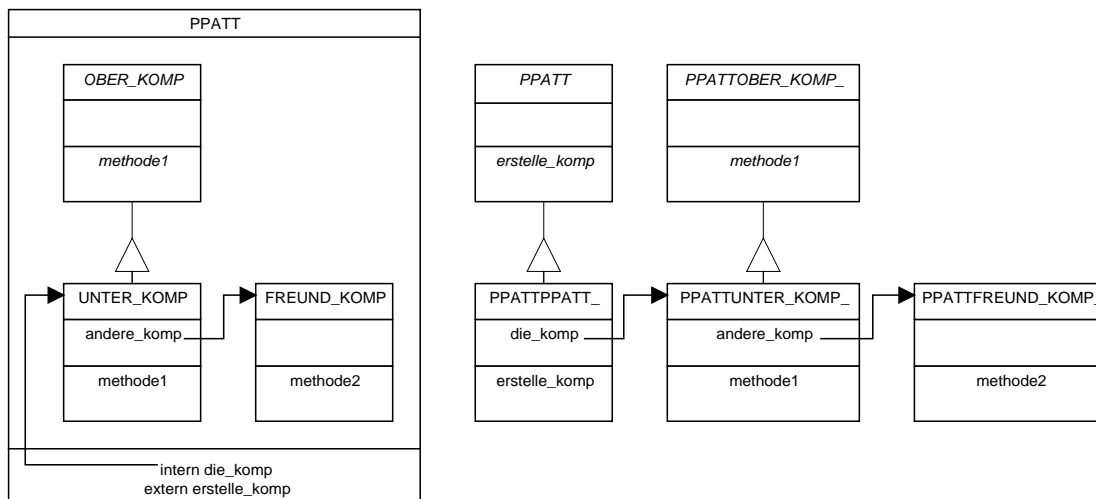 PPATT
OBER_KOMP
methode1
UNTER_KOMP
andere_komp
methode1
FREUND_KOMP
methode2
intern die_komp
extern erstelle_komp
PPATT
erstelle_komp
PPATTOBER_KOMP_
methode1
PPATTPPATT_
die_komp
erstelle_komp
PPATTUNTER_KOMP_
andere_komp
methode1
PPATTFREUND_KOMP_
methode2